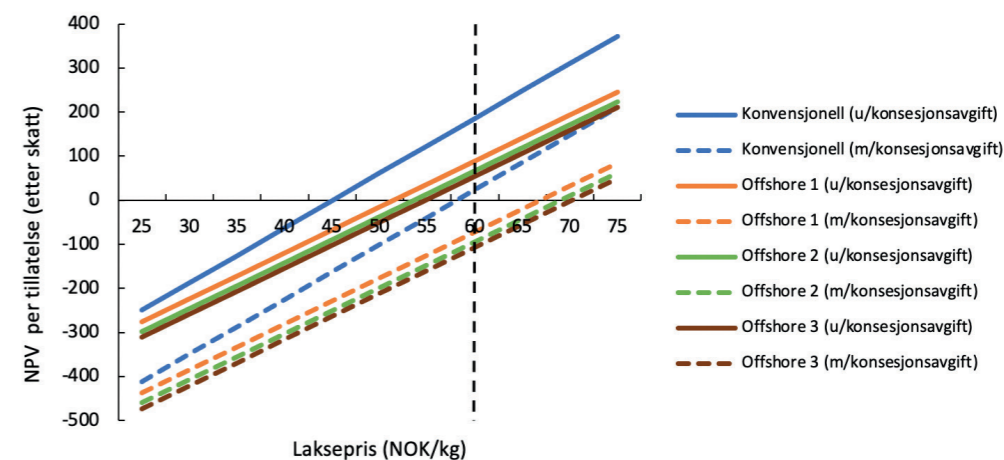 400
300
200
100
0
-100
-200
-300
-400
-500
NPV per tillatelse (etter skatt)
25 30 35 40 45 50 55 60 65 70 75
Laksepris (NOK/kg)
Konvensjonell (u/konsesjonsavgift)
Konvensjonell (m/konsesjonsavgift)
Offshore 1 (u/konsesjonsavgift)
Offshore 1 (m/konsesjonsavgift)
Offshore 2 (u/konsesjonsavgift)
Offshore 2 (m/konsesjonsavgift)
Offshore 3 (u/konsesjonsavgift)
Offshore 3 (m/konsesjonsavgift)